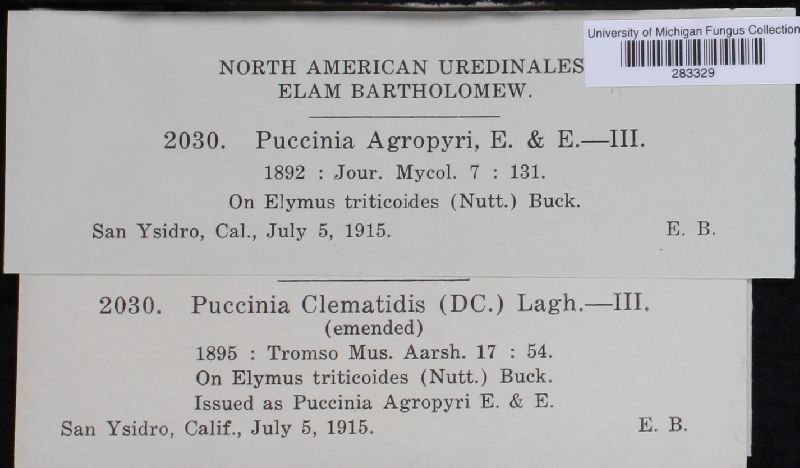 University of Michigan Fungus Collection
283329
NORTH AMERICAN UREDINALES
ELAM BARTHOLOMEW.
2030. Puccinia Agropyri, E. & E.—III.
1892 : Jour. Mycol. 7 : 131.
On Elymus triticoides (Nutt.) Buck.
San Ysidro, Cal., July 5, 1915. E. B.
2030. Puccinia Clematidis (DC.) Lagh.—III.
(emended)
1895 : Tromso Mus. Aarsh. 17 : 54.
On Elymus triticoides (Nutt.) Buck.
Issued as Puccinia Agropyri E. & E.
San Ysidro, Calif., July 5, 1915. E. B.